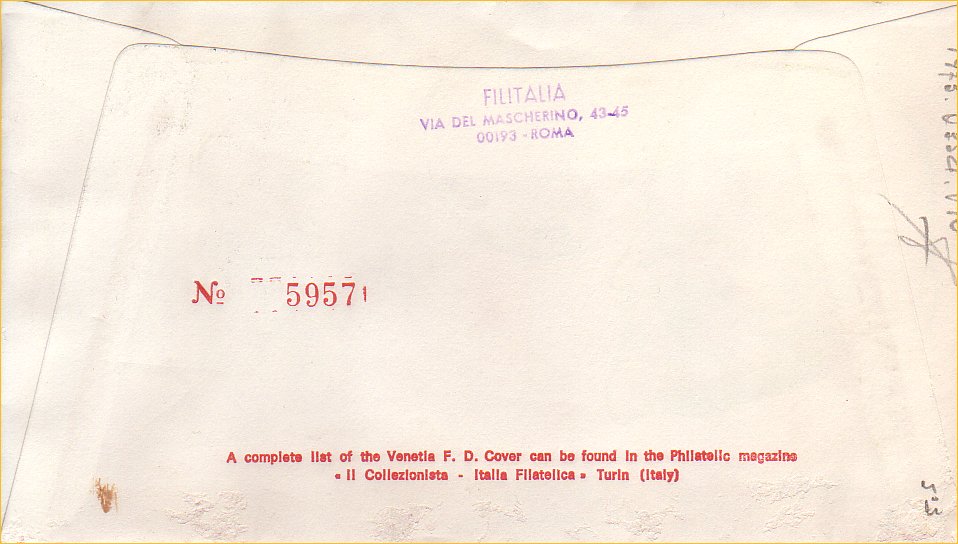 FILITALIA
VIA DEL MASCHERINO, 43-45
00193 - ROMA
Nº 59571
A complete list of the Venetia F. D. Cover can be found in the Philatelic magazine
« Il Collezionista - Italia Filatelica » Turin (Italy)